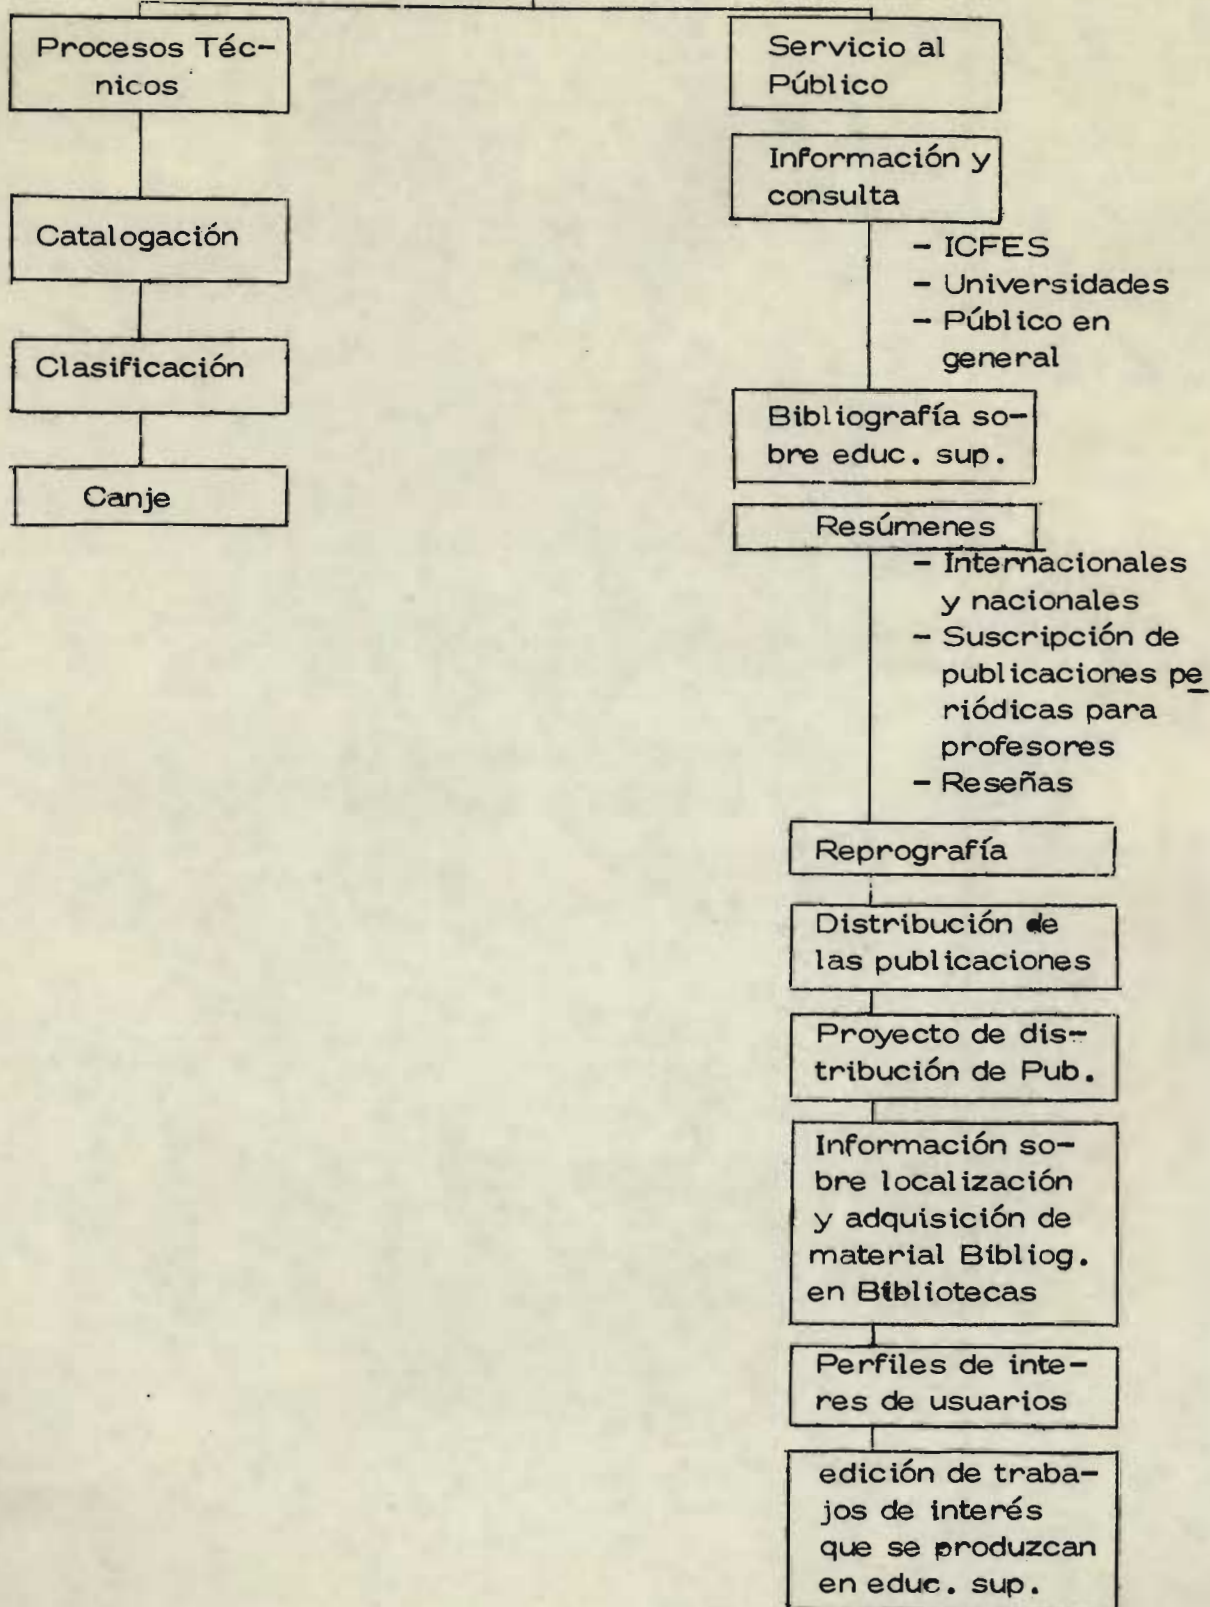 Procesos Téc-
nicos
Catalogación
Clasificación
Canje
Servicio al
Público
Información y
consulta
- ICFES
- Universidades
- Público en
general
Bibliografía so-
bre educ. sup.
Resúmenes
- Internacionales
y nacionales
- Suscripción de
publicaciones pe
riódicas para
profesores
- Reseñas
Reprografía
Distribución de
las publicaciones
Proyecto de dis-
tribución de Pub.
Información so-
bre localización
y adquisición de
material Bibliog.
en Bibliotecas
Perfiles de inte-
res de usuarios
edición de traba-
jos de interés
que se produzcan
en educ. sup.